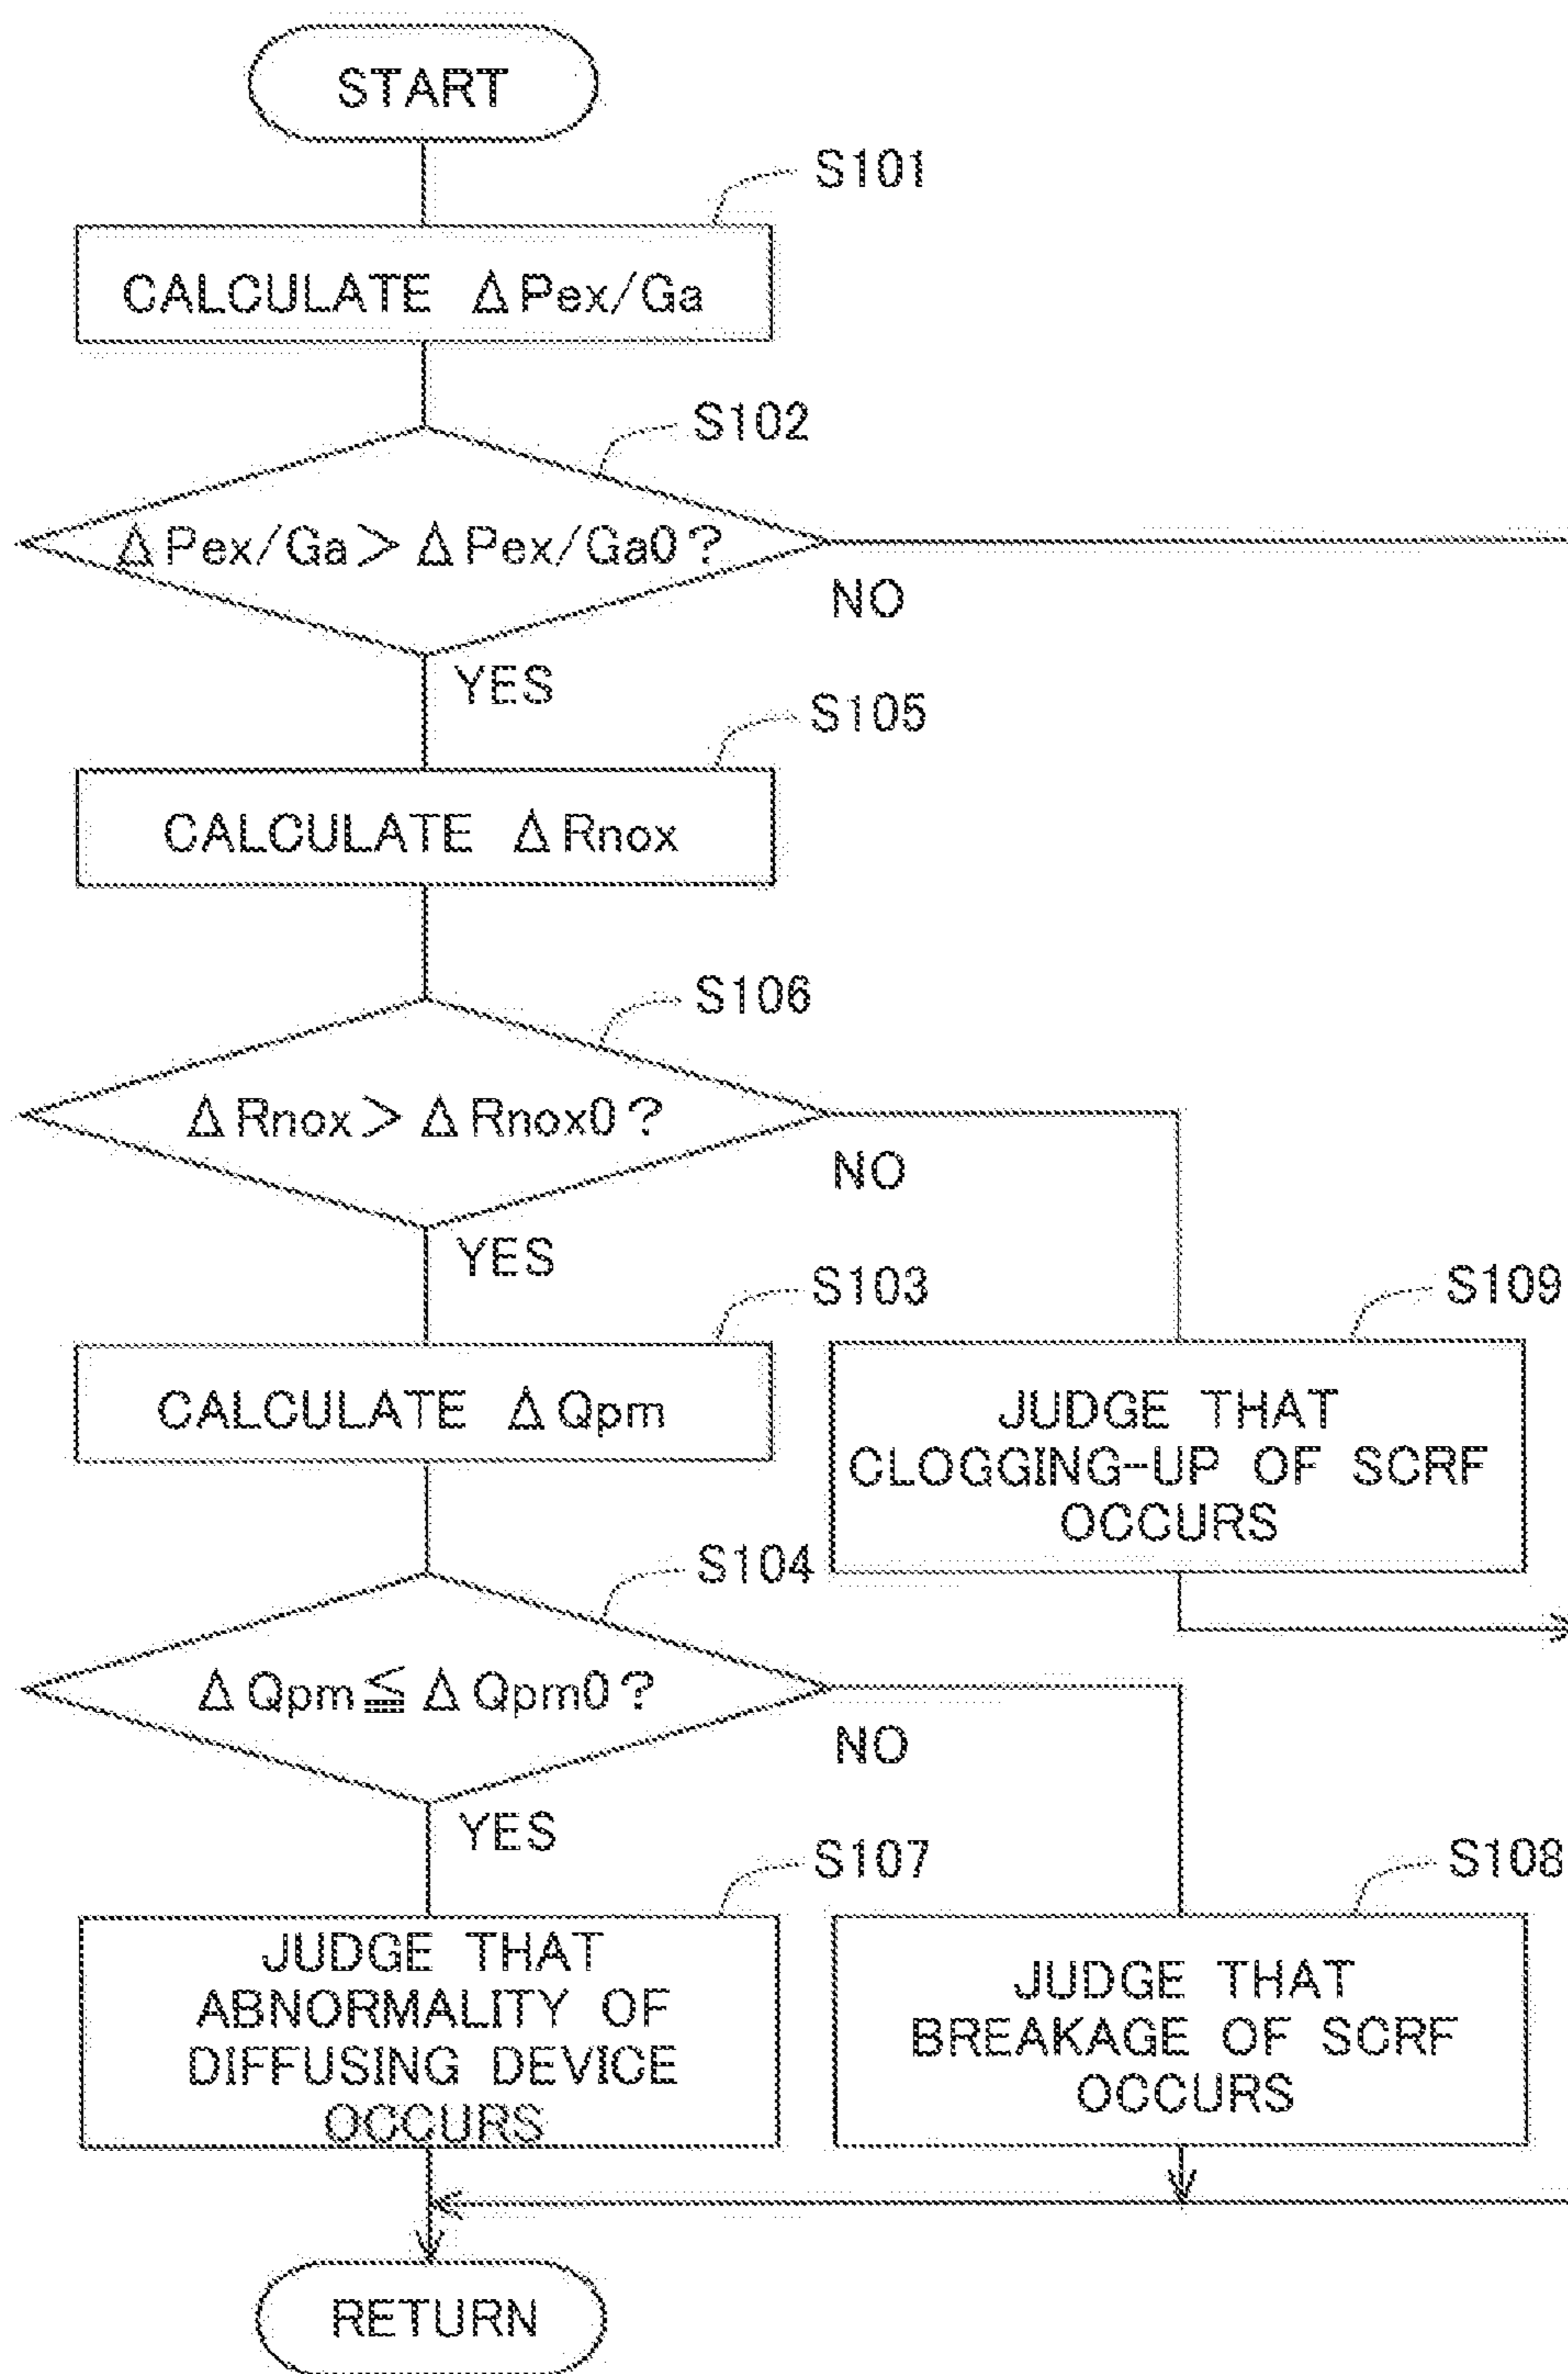 START
S101
CALCULATE ΔPex/Ga
S102
ΔPex/Ga>ΔPex/Ga0?
NO
YES
S105
CALCULATE ΔRnox
S106
ΔRnox>ΔRnox0?
NO
YES
S103
CALCULATE ΔQpm
S109
JUDGE THAT
CLOGGING-UP OF SCRF
OCCURS
S104
ΔQpm≦ΔQpm0?
NO
YES
S107
JUDGE THAT
ABNORMALITY OF
DIFFUSING DEVICE
OCCURS
S108
JUDGE THAT
BREAKAGE OF SCRF
OCCURS
RETURN